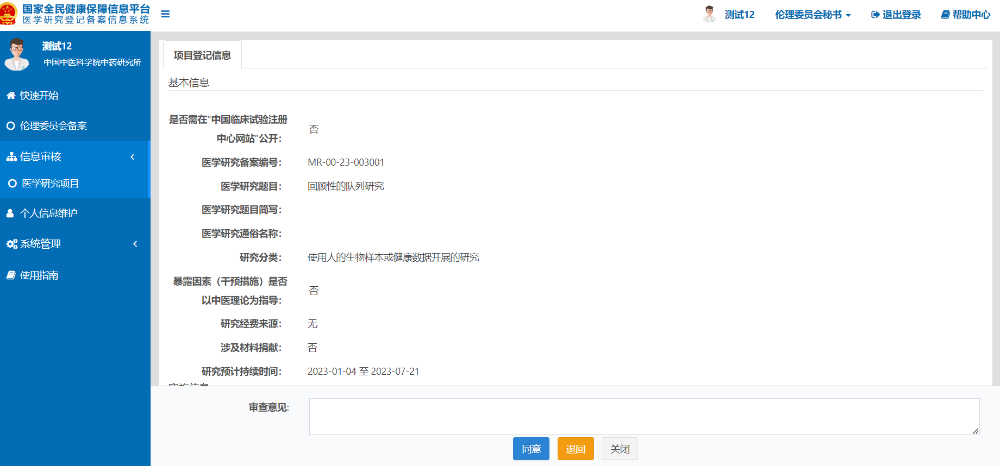 国家全民健康保障信息平台
医学研究登记备案信息系统
测试12
伦理委员会秘书
退出登录
帮助中心
测试12
中国中医科学院中药研究所
快速开始
伦理委员会备案
信息审核
医学研究项目
个人信息维护
系统管理
使用指南
项目登记信息
基本信息
是否需在“中国临床试验注册
中心网站”公开：
否
医学研究备案编号：
MR-00-23-003001
医学研究题目：
回顾性的队列研究
医学研究题目简写：
医学研究通俗名称：
研究分类：
使用人的生物样本或健康数据开展的研究
暴露因素（干预措施）是否
以中医理论为指导：
否
研究经费来源：
无
涉及材料捐献：
否
研究预计持续时间：
2023-01-04 至 2023-07-21
审查意见:
同意
退回
关闭